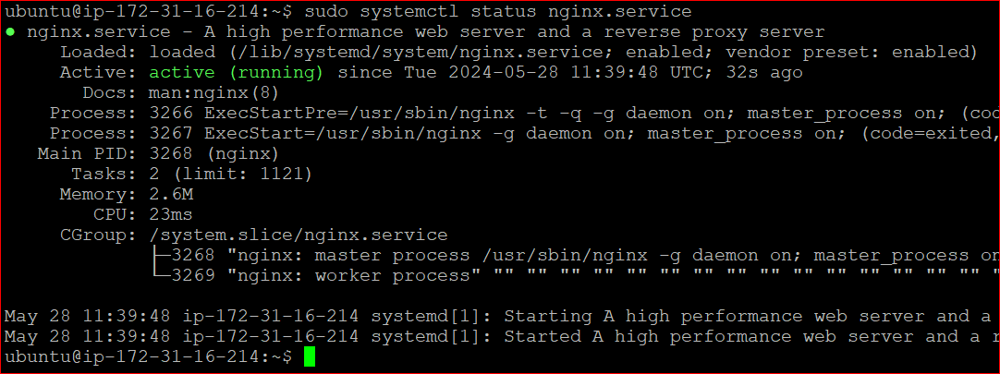 ubuntu@ip-172-31-16-214:~$ sudo systemctl status nginx.service
● nginx.service - A high performance web server and a reverse proxy server
     Loaded: loaded (/lib/systemd/system/nginx.service; enabled; vendor preset: enabled)
     Active: active (running) since Tue 2024-05-28 11:39:48 UTC; 32s ago
       Docs: man:nginx(8)
    Process: 3266 ExecStartPre=/usr/sbin/nginx -t -q -g daemon on; master_process on; (cod
    Process: 3267 ExecStart=/usr/sbin/nginx -g daemon on; master_process on; (code=exited,
   Main PID: 3268 (nginx)
      Tasks: 2 (limit: 1121)
     Memory: 2.6M
        CPU: 23ms
     CGroup: /system.slice/nginx.service
             ├─3268 "nginx: master process /usr/sbin/nginx -g daemon on; master_process on
             └─3269 "nginx: worker process" "" "" "" "" "" "" "" "" "" "" "" "" "" "" "" "

May 28 11:39:48 ip-172-31-16-214 systemd[1]: Starting A high performance web server and a
May 28 11:39:48 ip-172-31-16-214 systemd[1]: Started A high performance web server and a r
ubuntu@ip-172-31-16-214:~$